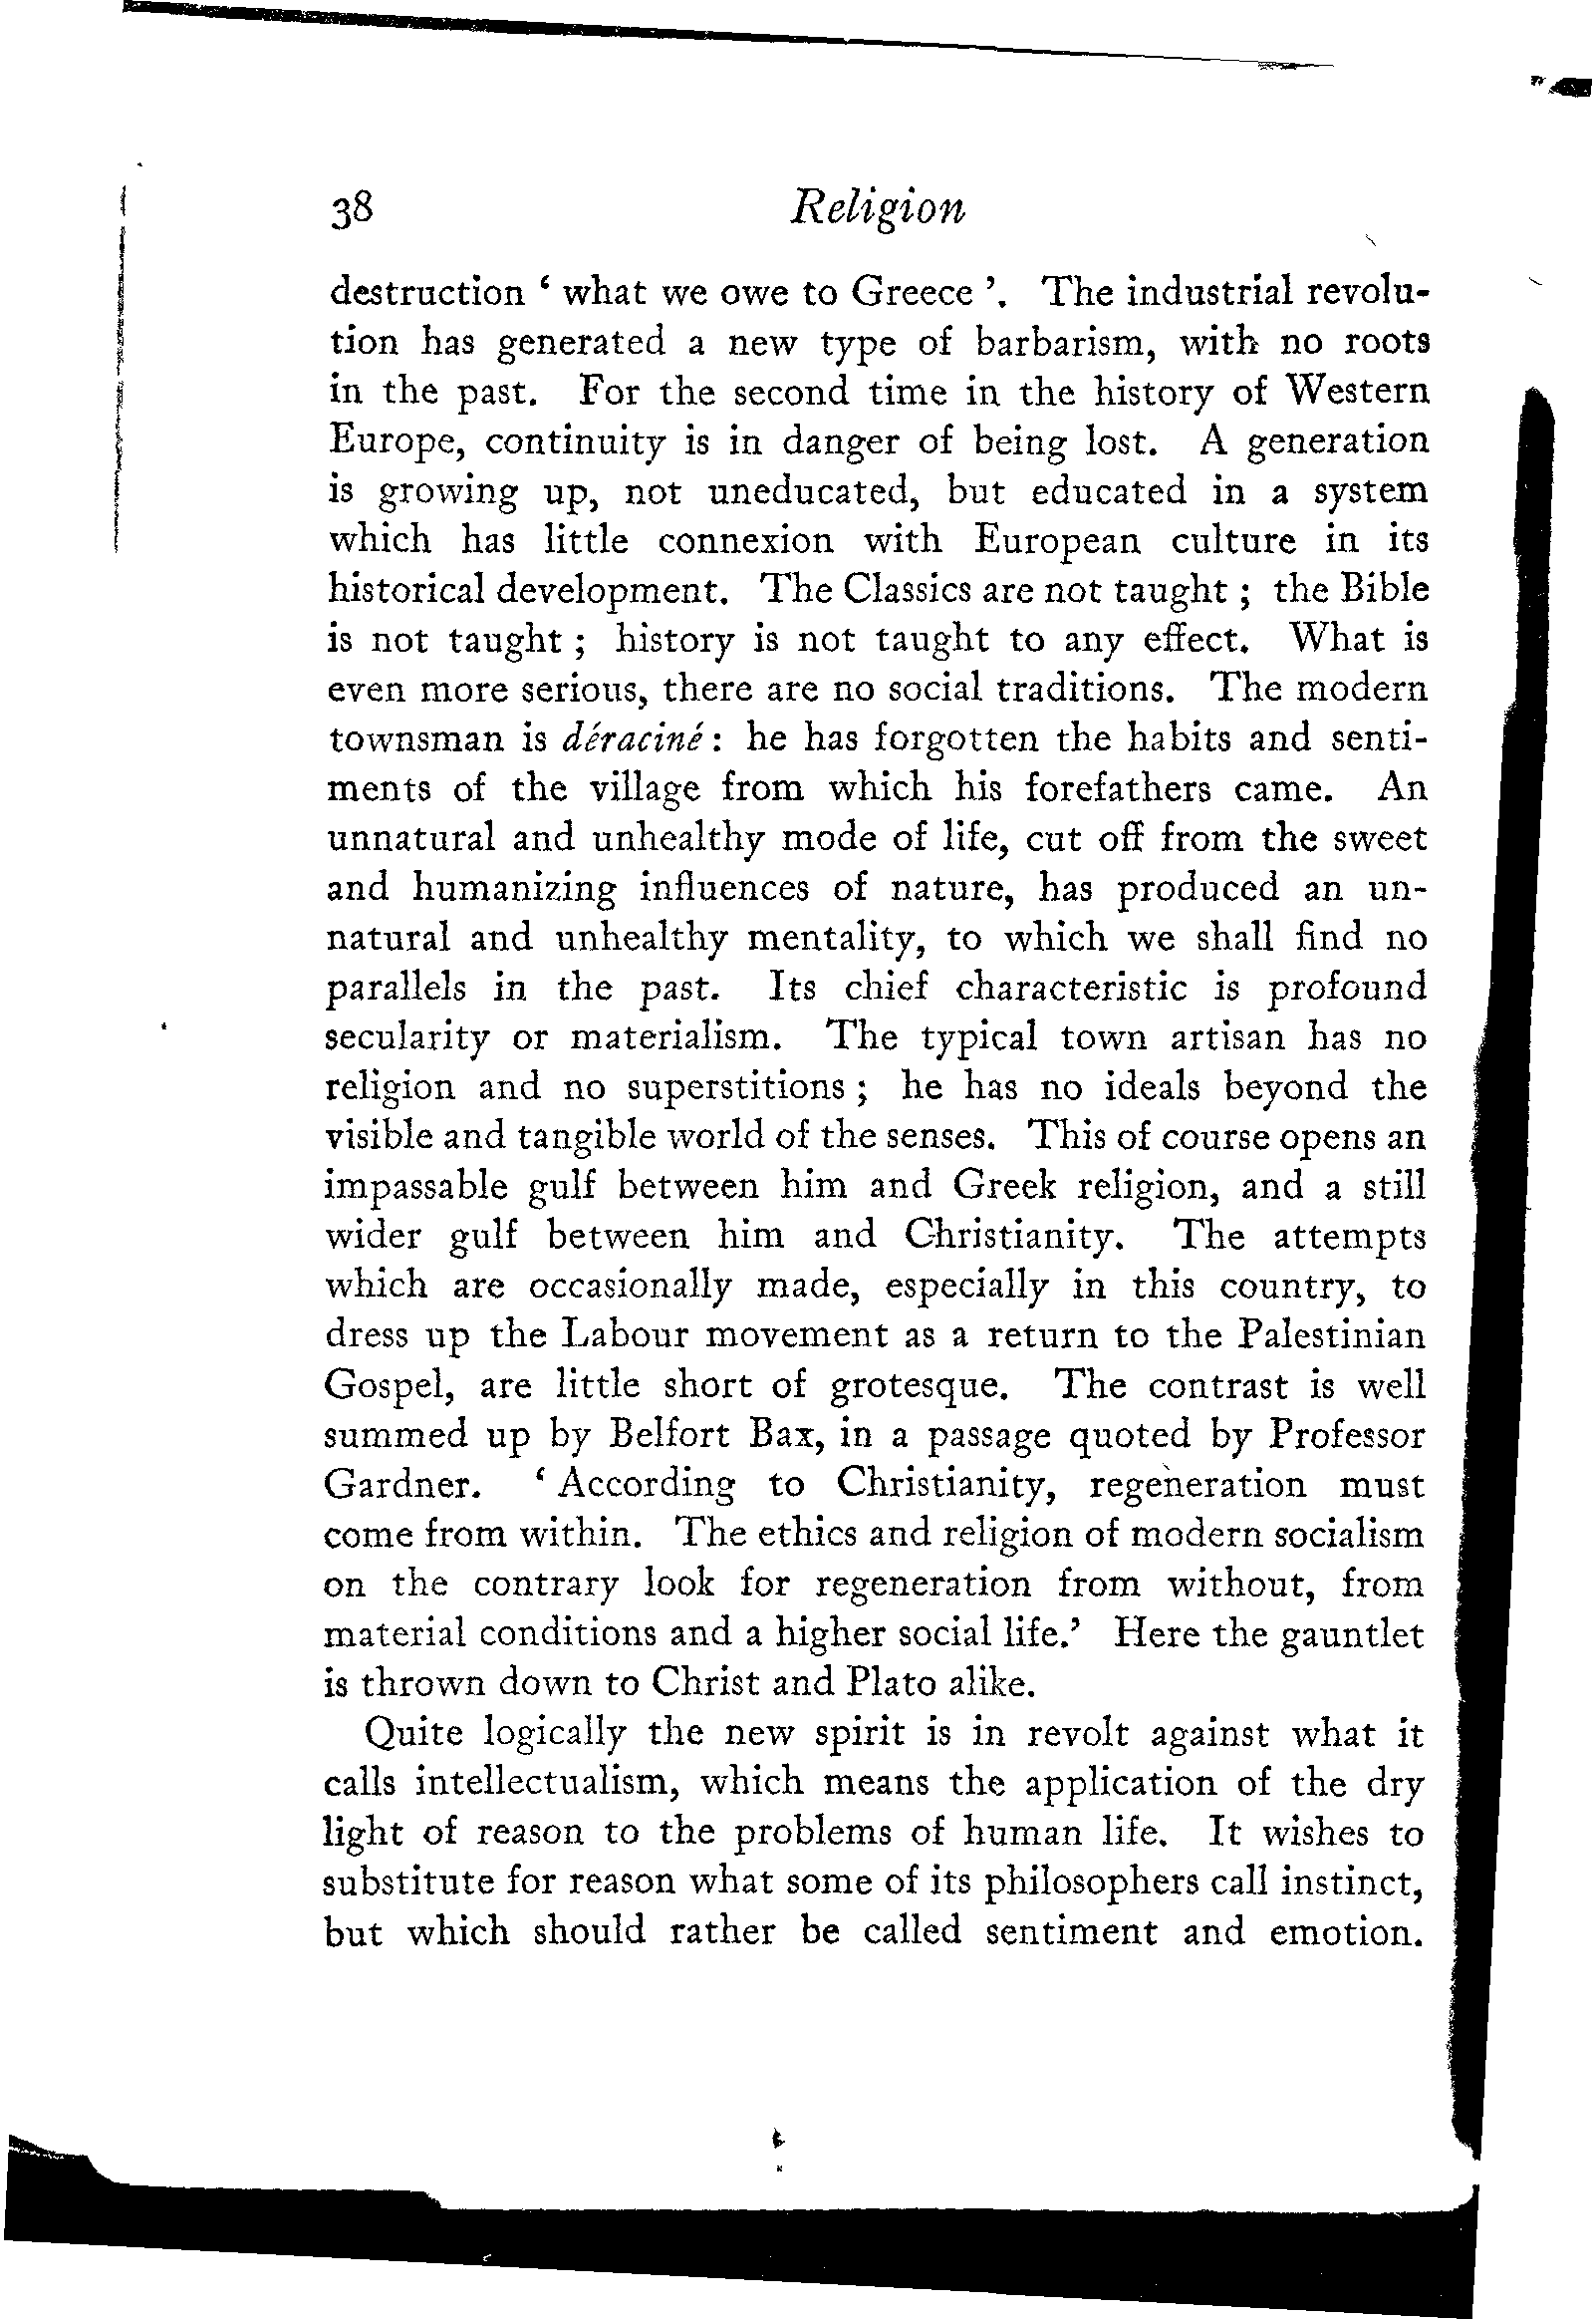 38 Religion
destruction ‘ what we owe to Greece ’. The industrial revolu-
tion has generated a new type of barbarism, with no roots
in the past. For the second time in the history of Western
Europe, continuity is in danger of being lost. A generation
is growing up, not uneducated, but educated in a system
which has little connexion with European culture in its
historical development. The Classics are not taught ; the Bible
is not taught ; history is not taught to any effect. What is
even more serious, there are no social traditions. The modern
townsman is déraciné : he has forgotten the habits and senti-
ments of the village from which his forefathers came. An
unnatural and unhealthy mode of life, cut off from the sweet
and humanizing influences of nature, has produced an un-
natural and unhealthy mentality, to which we shall find no
parallels in the past. Its chief characteristic is profound
secularity or materialism. The typical town artisan has no
religion and no superstitions ; he has no ideals beyond the
visible and tangible world of the senses. This of course opens an
impassable gulf between him and Greek religion, and a still
wider gulf between him and Christianity. The attempts
which are occasionally made, especially in this country, to
dress up the Labour movement as a return to the Palestinian
Gospel, are little short of grotesque. The contrast is well
summed up by Belfort Bax, in a passage quoted by Professor
Gardner. ‘ According to Christianity, regeneration must
come from within. The ethics and religion of modern socialism
on the contrary look for regeneration from without, from
material conditions and a higher social life.’ Here the gauntlet
is thrown down to Christ and Plato alike.
Quite logically the new spirit is in revolt against what it
calls intellectualism, which means the application of the dry
light of reason to the problems of human life. It wishes to
substitute for reason what some of its philosophers call instinct,
but which should rather be called sentiment and emotion.